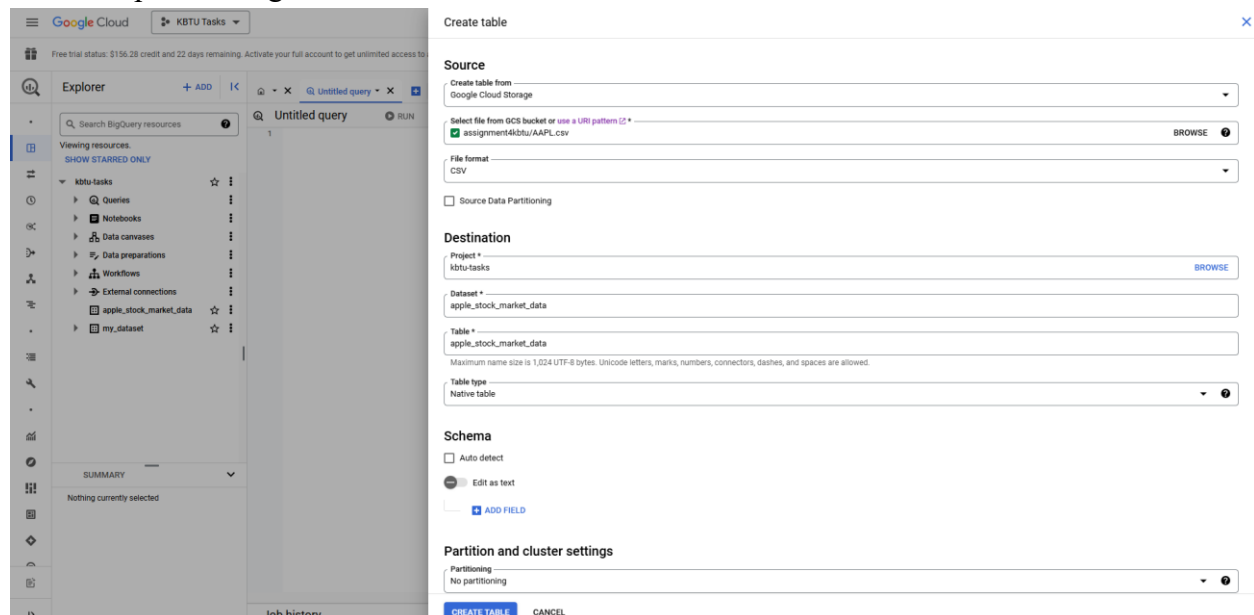 Google Cloud
KBTU Tasks
Free trial status: $156.28 credit and 22 days remaining. Activate your full account to get unlimited access to
Explorer
+ ADD
Untitled query
Search BigQuery resources
Viewing resources.
SHOW STARRED ONLY
kbtu-tasks
Queries
Notebooks
Data canvases
Data preparations
Workflows
External connections
apple_stock_market_data
my_dataset
SUMMARY
Nothing currently selected
Untitled query
RUN
1
Job history
Create table
Source
Create table from
Google Cloud Storage
Select file from GCS bucket or use a URI pattern *
assignment4kbtu/AAPL.csv
BROWSE
File format
CSV
Source Data Partitioning
Destination
Project *
kbtu-tasks
BROWSE
Dataset *
apple_stock_market_data
Table *
apple_stock_market_data
Maximum name size is 1,024 UTF-8 bytes. Unicode letters, marks, numbers, connectors, dashes, and spaces are allowed.
Table type
Native table
Schema
Auto detect
Edit as text
ADD FIELD
Partition and cluster settings
Partitioning
No partitioning
CREATE TABLE
CANCEL